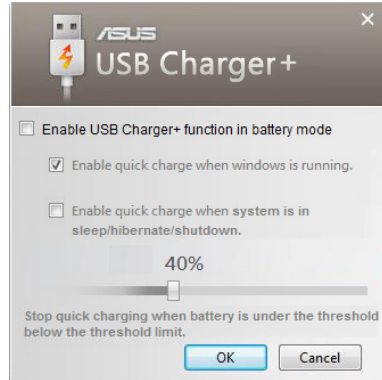 ASUS
USB Charger+
Enable USB Charger+ function in battery mode
Enable quick charge when windows is running.
Enable quick charge when system is in
sleep/hibernate/shutdown.
40%
Stop quick charging when battery is under the threshold
below the threshold limit.
OK Cancel